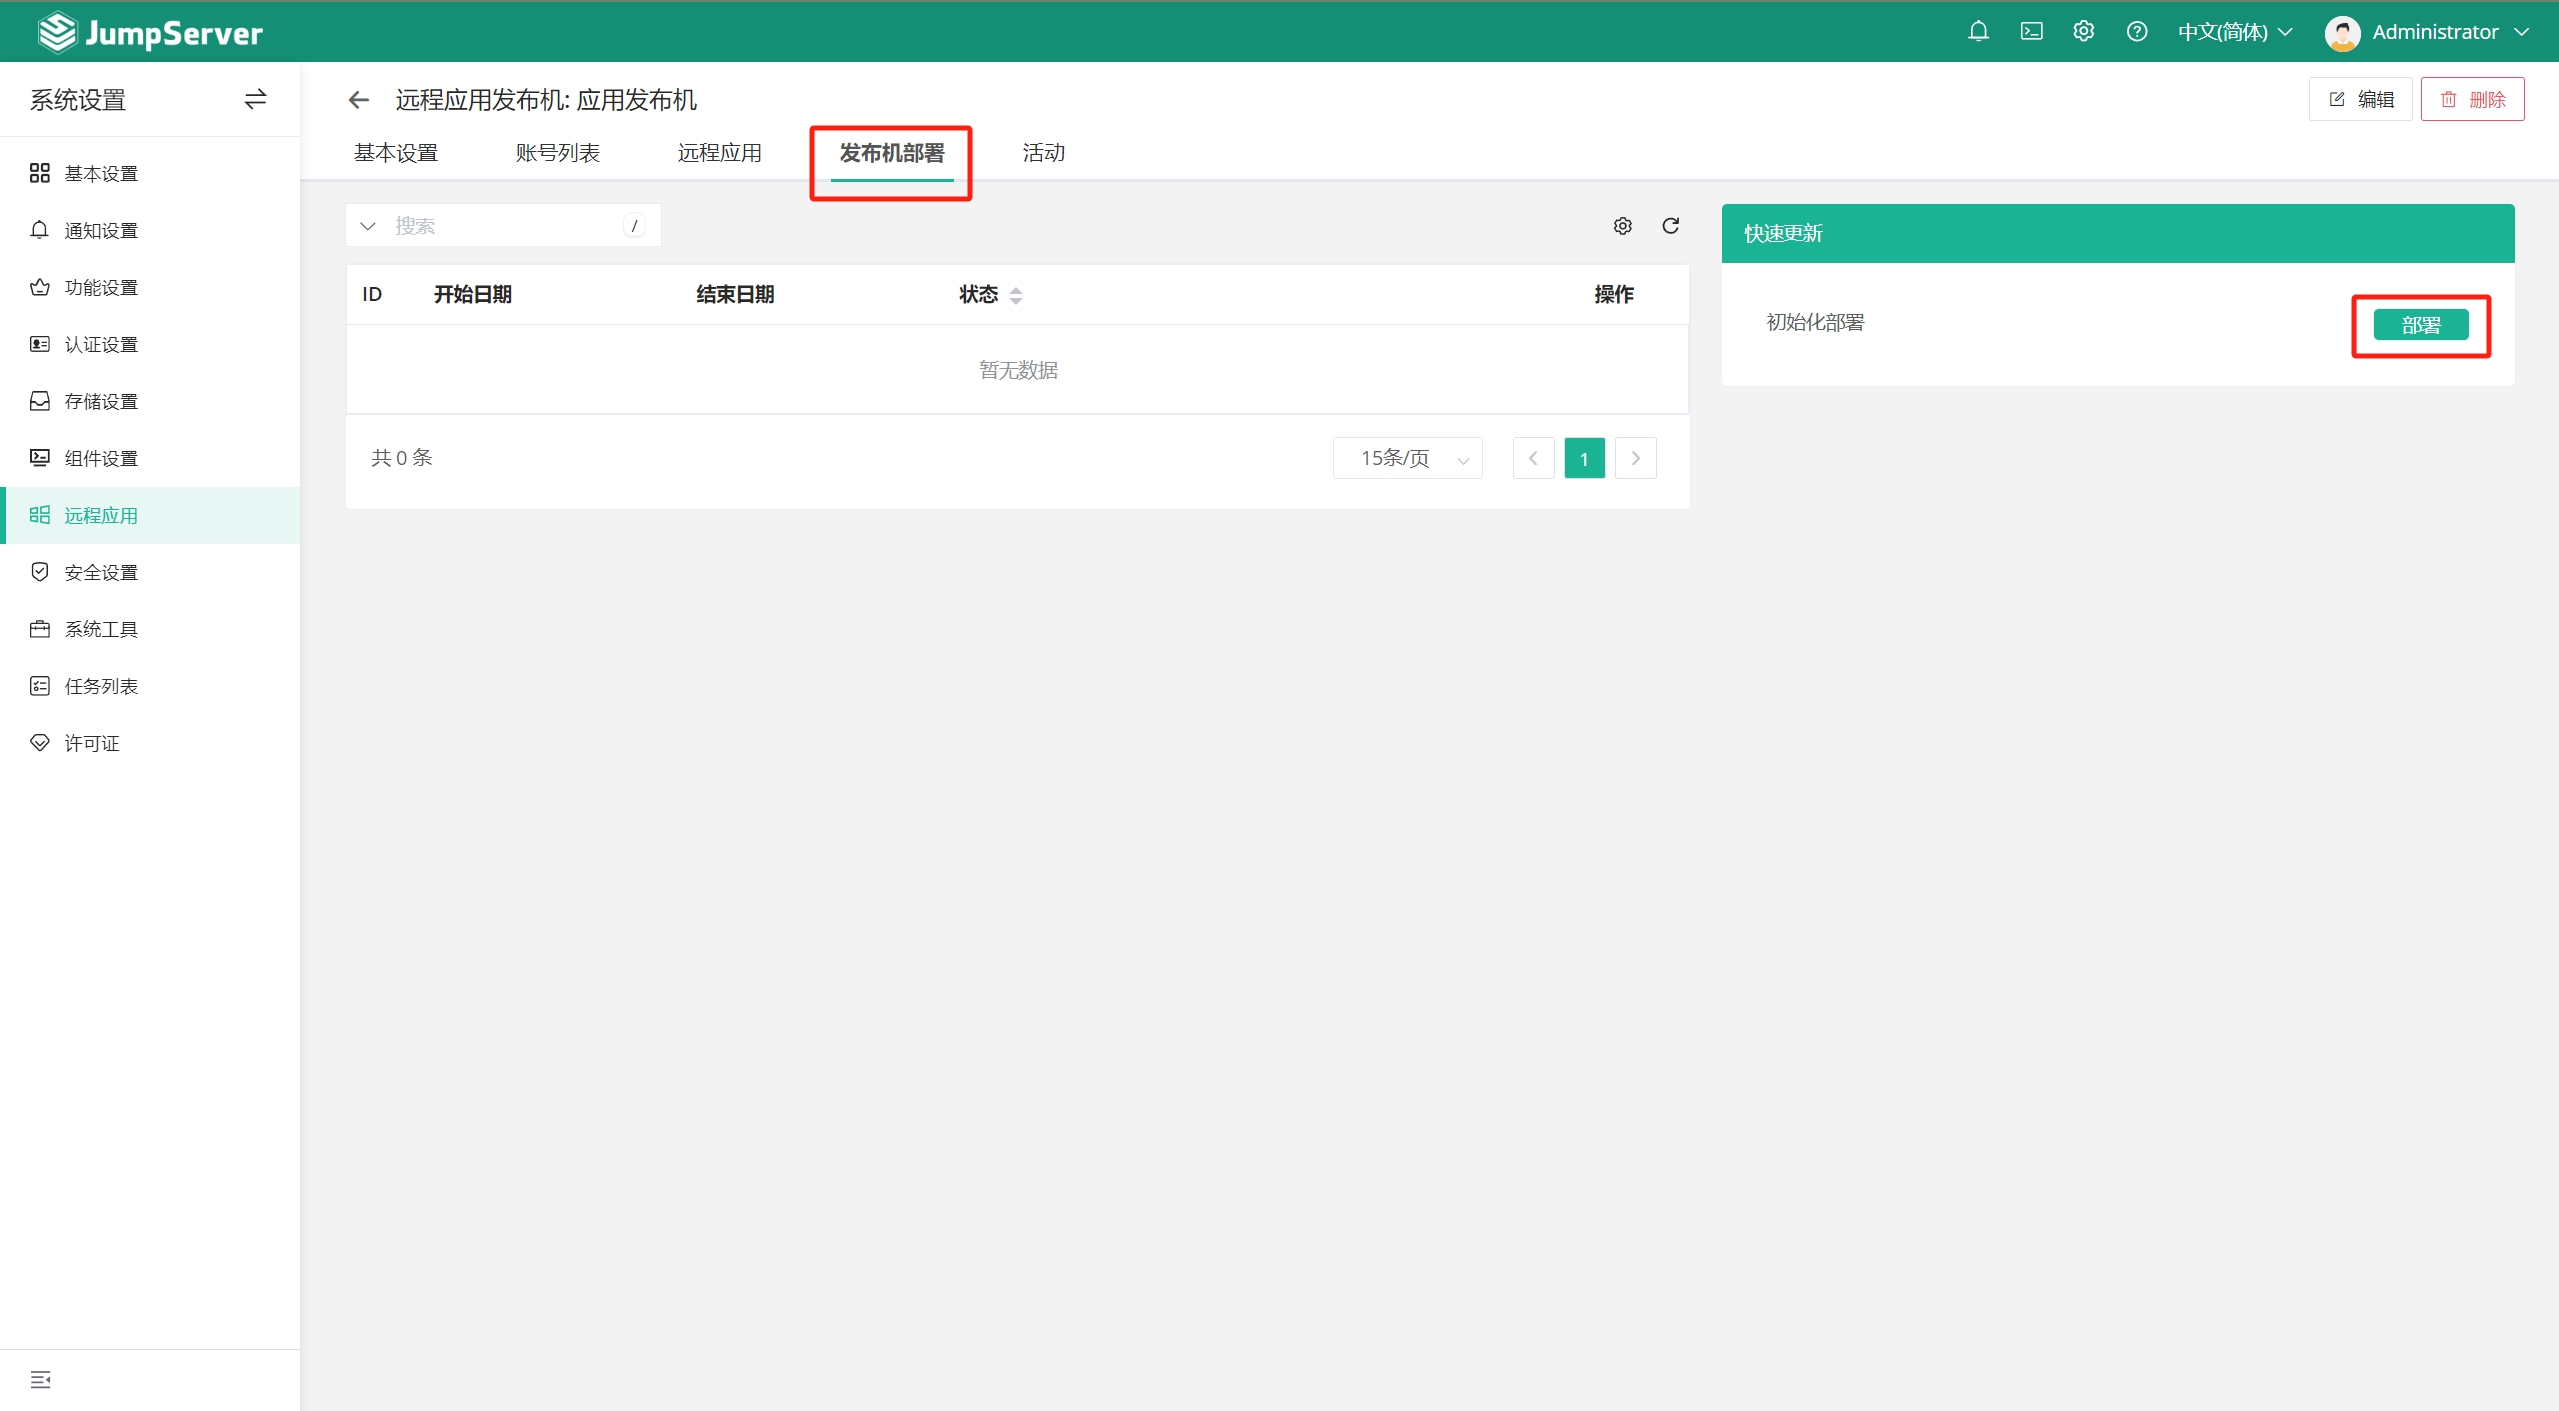 JumpServer
中文(简体)
Administrator
系统设置
远程应用发布机: 应用发布机
编辑
删除
基本设置
账号列表
远程应用
发布机部署
活动
基本设置
通知设置
功能设置
认证设置
存储设置
组件设置
远程应用
安全设置
系统工具
任务列表
许可证
搜索
/
ID
开始日期
结束日期
状态
操作
暂无数据
共 0 条
15条/页
1
快速更新
初始化部署
部署